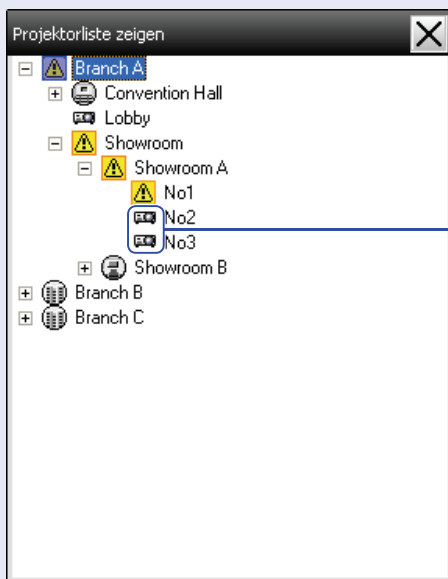 Projektorliste zeigen
Branch A
Convention Hall
Lobby
Showroom
Showroom A
No1
No2
No3
Showroom B
Branch B
Branch C